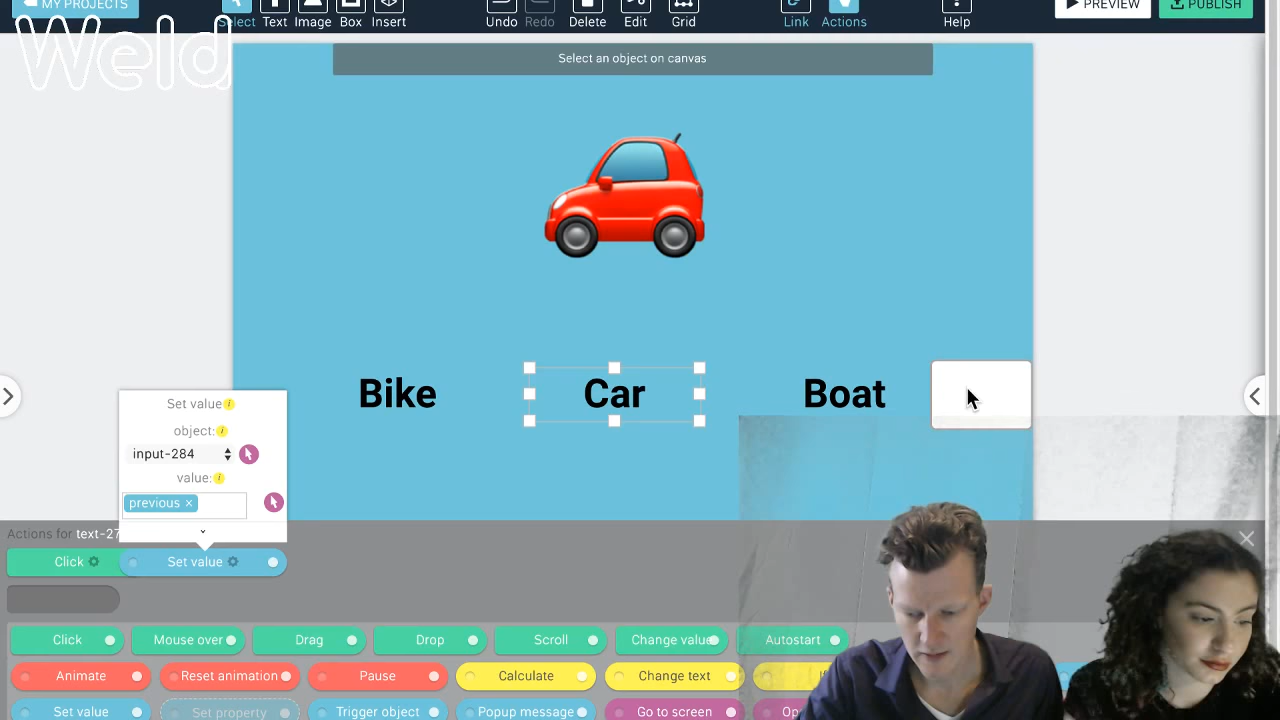 MY PROJECTS
Select Text Image Box Insert Undo Redo Delete Edit Grid Link Actions Help PREVIEW PUBLISH
Weld
Select an object on canvas
Bike Car Boat
Set value
object:
input-284
value:
previous ×
Actions for text-27
Click Set value
Click Mouse over Drag Drop Scroll Change value Autostart
Animate Reset animation Pause Calculate Change text
Set value Set property Trigger object Popup message Go to screen